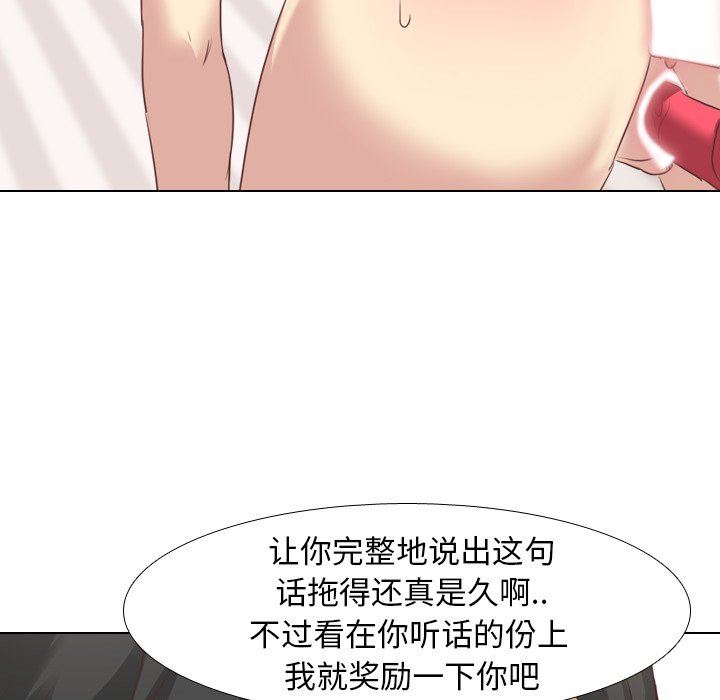 让你完整地说出这句
话拖得还真是久啊..
不过看在你听话的份上
我就奖励一下你吧